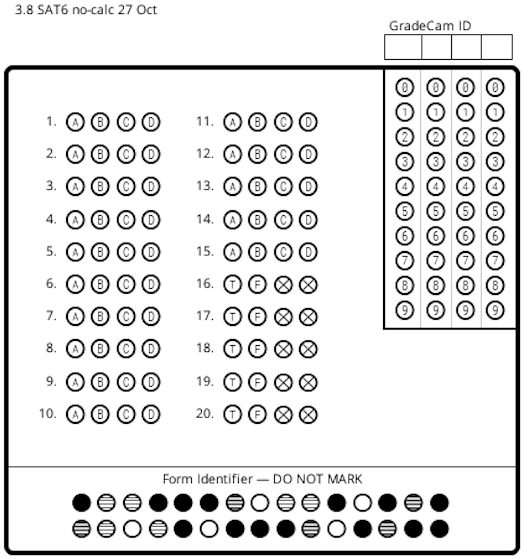 3.8 SAT6 no-calc 27 Oct
GradeCam ID
0 0 0 0
1 1 1 1
2 2 2 2
3 3 3 3
4 4 4 4
5 5 5 5
6 6 6 6
7 7 7 7
8 8 8 8
9 9 9 9
1. A B C D
2. A B C D
3. A B C D
4. A B C D
5. A B C D
6. A B C D
7. A B C D
8. A B C D
9. A B C D
10. A B C D
11. A B C D
12. A B C D
13. A B C D
14. A B C D
15. A B C D
16. T F
17. T F
18. T F
19. T F
20. T F
Form Identifier — DO NOT MARK